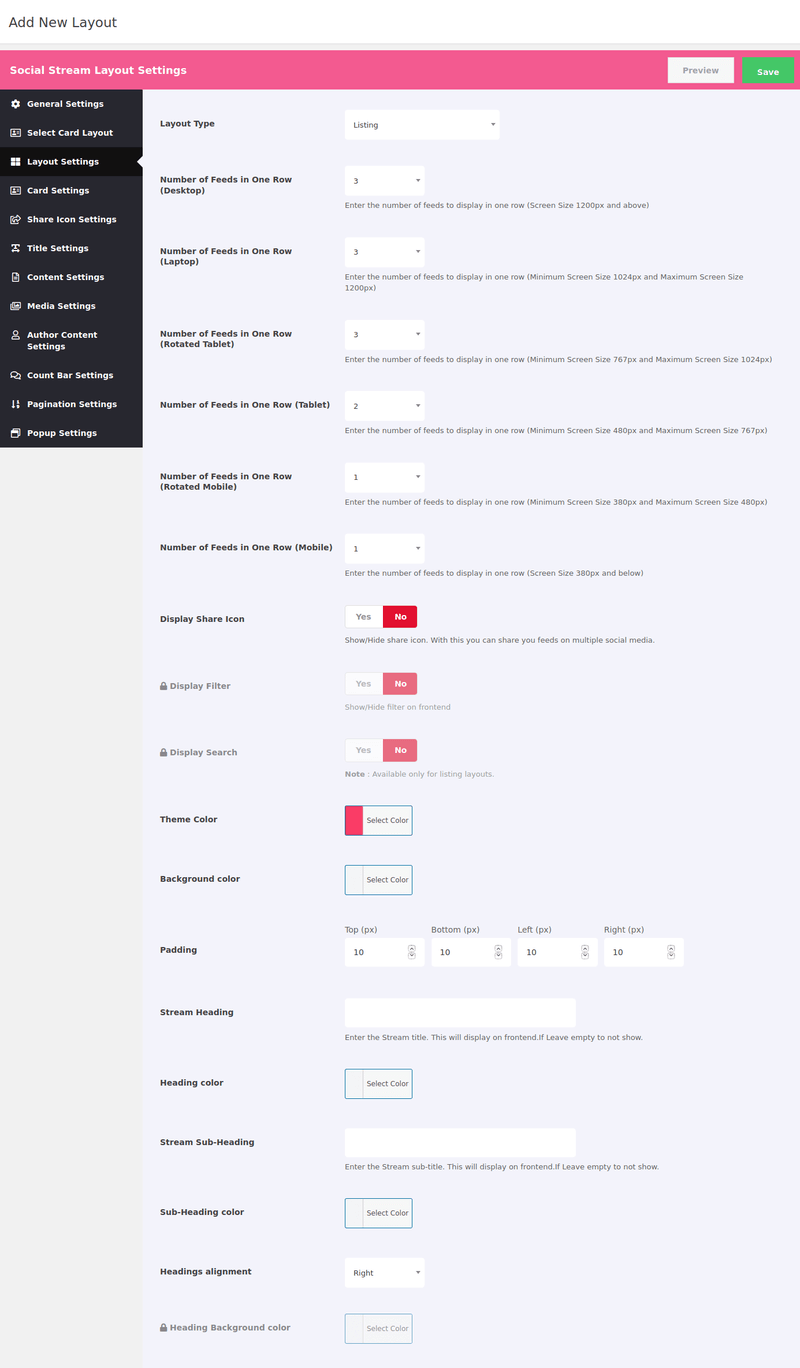 Add New Layout
Social Stream Layout Settings
Preview
Save
General Settings
Select Card Layout
Layout Settings
Card Settings
Share Icon Settings
Title Settings
Content Settings
Media Settings
Author Content
Settings
Count Bar Settings
Pagination Settings
Popup Settings
Layout Type
Listing
Number of Feeds in One Row
(Desktop)
3
Enter the number of feeds to display in one row (Screen Size 1200px and above)
Number of Feeds in One Row
(Laptop)
3
Enter the number of feeds to display in one row (Minimum Screen Size 1024px and Maximum Screen Size
1200px)
Number of Feeds in One Row
(Rotated Tablet)
3
Enter the number of feeds to display in one row (Minimum Screen Size 767px and Maximum Screen Size 1024px)
Number of Feeds in One Row (Tablet)
2
Enter the number of feeds to display in one row (Minimum Screen Size 480px and Maximum Screen Size 767px)
Number of Feeds in One Row
(Rotated Mobile)
1
Enter the number of feeds to display in one row (Minimum Screen Size 380px and Maximum Screen Size 480px)
Number of Feeds in One Row (Mobile)
1
Enter the number of feeds to display in one row (Screen Size 380px and below)
Display Share Icon
Yes No
Show/Hide share icon. With this you can share you feeds on multiple social media.
Display Filter
Yes No
Show/Hide filter on frontend
Display Search
Yes No
Note : Available only for listing layouts.
Theme Color
Select Color
Background color
Select Color
Padding
Top (px) Bottom (px) Left (px) Right (px)
10 10 10 10
Stream Heading
Enter the Stream title. This will display on frontend.If Leave empty to not show.
Heading color
Select Color
Stream Sub-Heading
Enter the Stream sub-title. This will display on frontend.If Leave empty to not show.
Sub-Heading color
Select Color
Headings alignment
Right
Heading Background color
Select Color